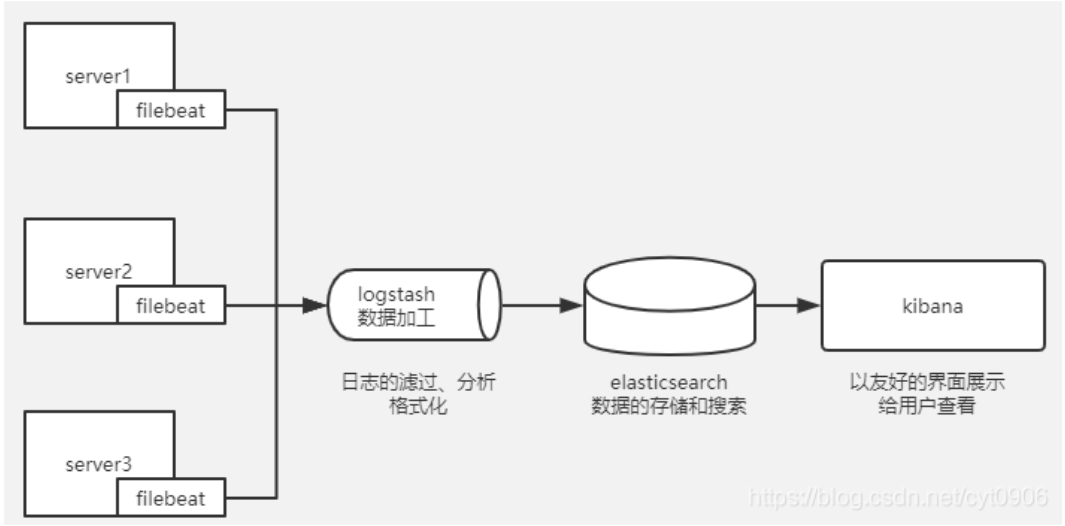 server1
filebeat
server2
filebeat
server3
filebeat
logstash
数据加工
日志的滤过、分析
格式化
elasticsearch
数据的存储和搜索
kibana
以友好的界面展示
给用户查看
https://blog.csdn.net/cyt0906